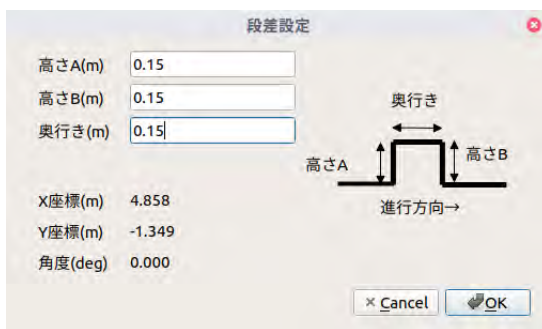 段差設定
高さA(m) 0.15
高さB(m) 0.15
奥行き(m) 0.15
奥行き
高さA
高さB
進行方向→
X座標(m) 4.858
Y座標(m) -1.349
角度(deg) 0.000
Cancel
OK